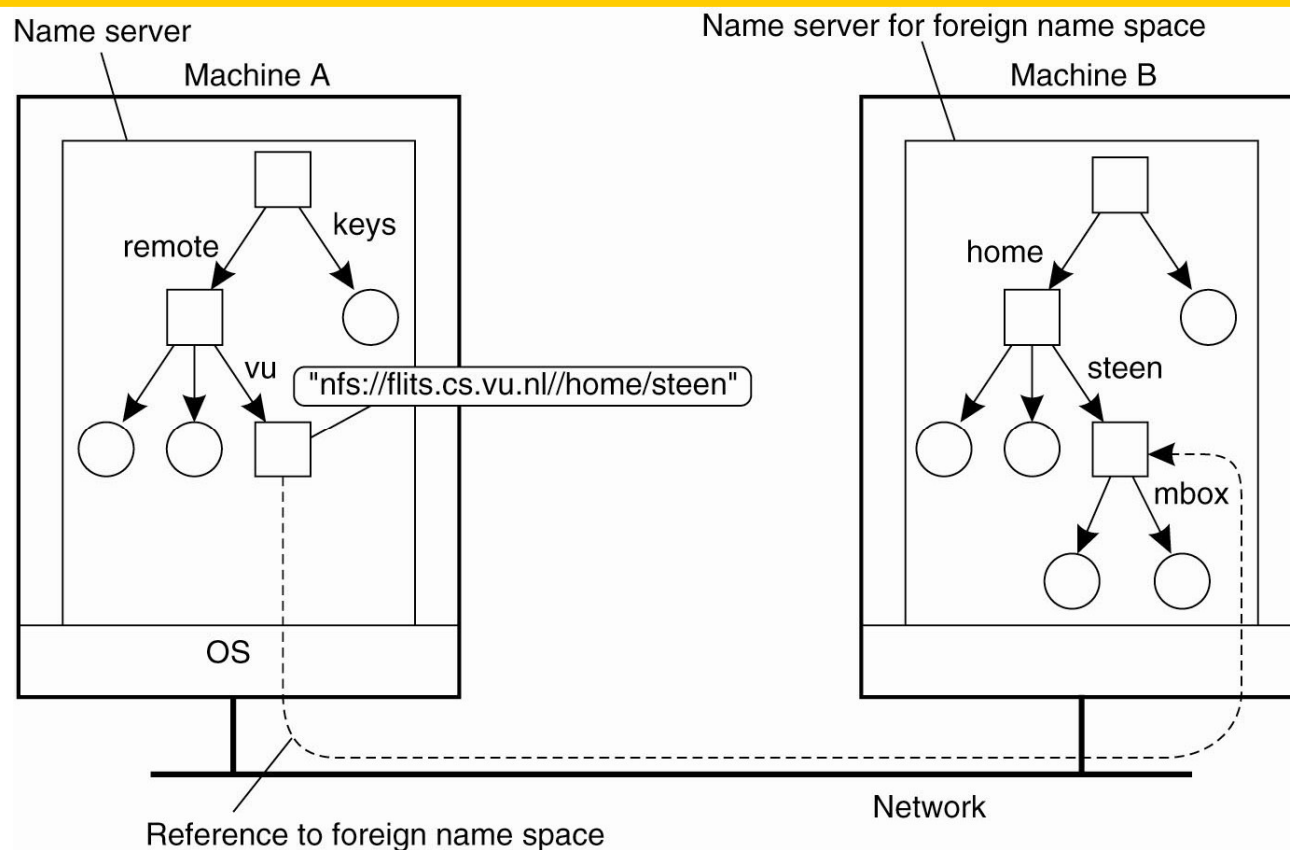 Name server
Name server for foreign name space
Machine A
Machine B
keys
remote
home
vu
"nfs://flits.cs.vu.nl//home/steen"
steen
mbox
OS
Network
Reference to foreign name space